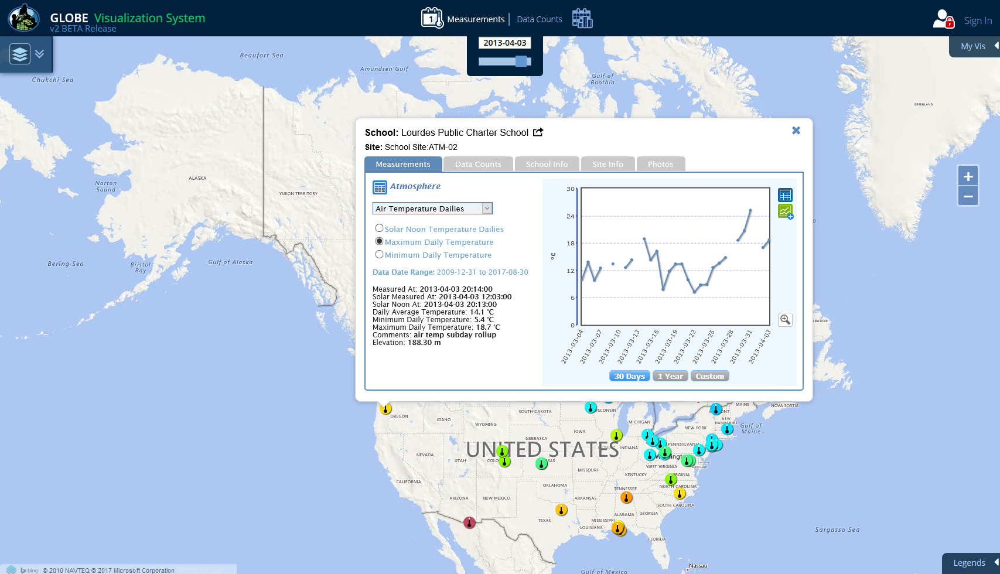 GLOBE Visualization System
v2 BETA Release
1
Measurements
Data Counts
Sign In
2013-04-03
My Vis
Beaufort Sea
Chukchi Sea
Amundsen Gulf
Gulf of
Boothia
GREENLAND
ALASKA
Norton
Sound
YUKON TERRITORY
Bering Sea
Bristol
Bay
Gulf of Alaska
School: Lourdes Public Charter School
Site: School Site:ATM-02
Measurements
Data Counts
School Info
Site Info
Photos
Atmosphere
Air Temperature Dailies
Solar Noon Temperature Dailies
Maximum Daily Temperature
Minimum Daily Temperature
Data Date Range: 2009-12-31 to 2017-08-30
Measured At: 2013-04-03 20:14:00
Solar Measured At: 2013-04-03 12:03:00
Solar Noon At: 2013-04-03 20:13:00
Daily Average Temperature: 14.1 °C
Minimum Daily Temperature: 5.4 °C
Maximum Daily Temperature: 18.7 °C
Comments: air temp subday rollup
Elevation: 188.30 m
30
24
18
12
6
0
°C
2013-03-04
2013-03-07
2013-03-10
2013-03-13
2013-03-16
2013-03-19
2013-03-22
2013-03-25
2013-03-28
2013-03-31
2013-04-03
30 Days
1 Year
Custom
+
−
RADOR
OREGON
IDAHO
WYOMING
SOUTH DAKOTA
ISCONSIN
MICHIGAN
MAINE
NOVA SCOTIA
NEW
HAMPSHIRE
NEW YORK
Gulf of
Maine
NEBRASKA
IOWA
INDIANA
PENNSYLVANIA
UNITED STATES
NEVADA
UTAH
COLO
MISSOURI
WEST VIRGINIA
MARYLAND
KENTUCKY
CALIFORNIA
OKLAHOMA
TENNESSEE
NORTH CAROLINA
ARIZONA
NEW MEXICO
ARKANSAS
SOUTH CAROLINA
TEXAS
MISSISSIPPI
ALABAMA
GEORGIA
LOUISIANA
FLORIDA
Sargasso Sea
Gulf of Mexico
Nassau
Legends
bing
© 2010 NAVTEQ © 2017 Microsoft Corporation